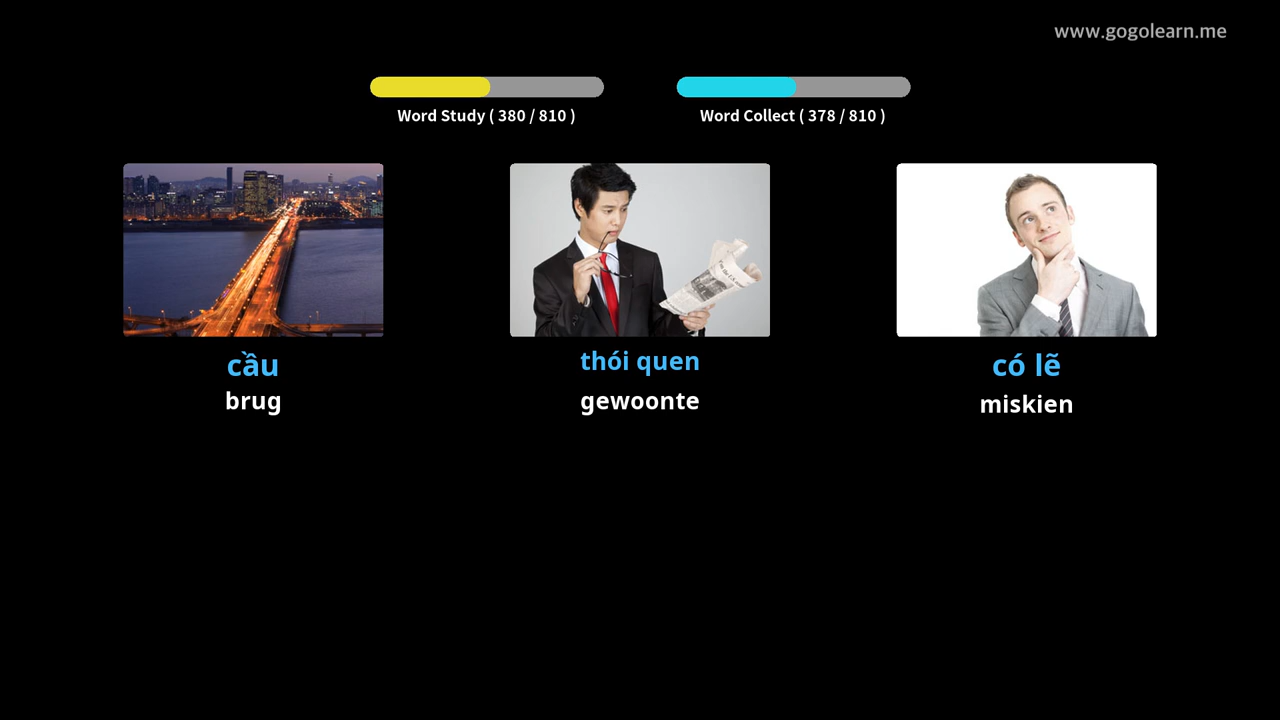 www.gogolearn.me
Word Study ( 380 / 810 )
Word Collect ( 378 / 810 )
cầu
brug
thói quen
gewoonte
có lẽ
miskien